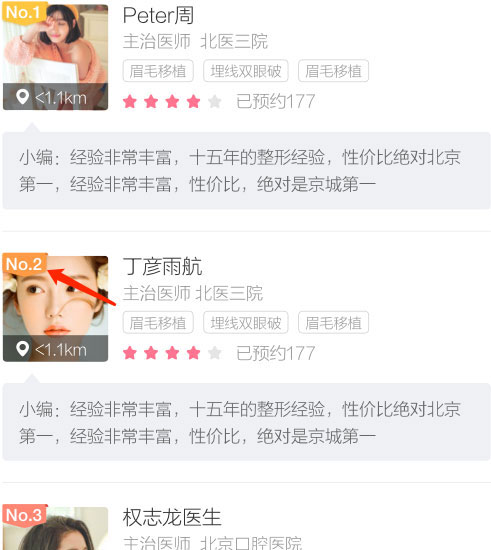 No.1
Peter周
主治医师 北医三院
眉毛移植 埋线双眼破 眉毛移植
<1.1km
已预约177
小编：经验非常丰富，十五年的整形经验，性价比绝对北京
第一，经验非常丰富，性价比，绝对是京城第一
No.2
丁彦雨航
主治医师 北医三院
眉毛移植 埋线双眼破 眉毛移植
<1.1km
已预约177
小编：经验非常丰富，十五年的整形经验，性价比绝对北京
第一，经验非常丰富，性价比，绝对是京城第一
No.3
权志龙医生
主治医师 北京口腔医院